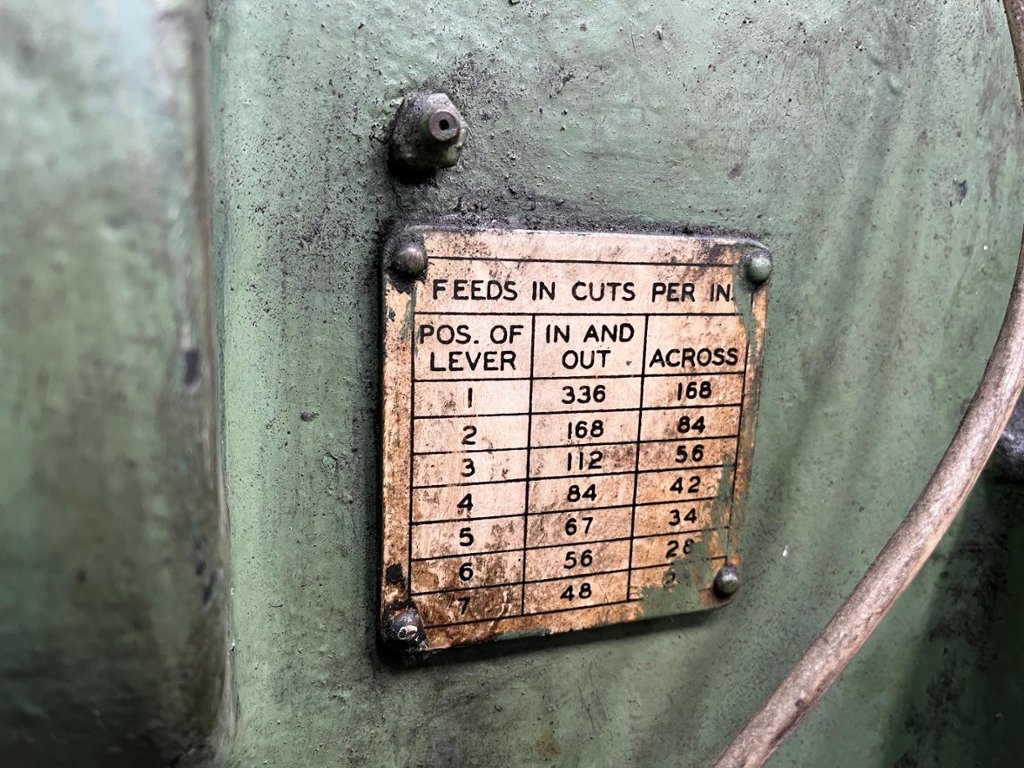 FEEDS IN CUTS PER IN.
POS. OF LEVER IN AND OUT ACROSS
1 336 168
2 168 84
3 112 56
4 84 42
5 67 34
6 56 28
7 48